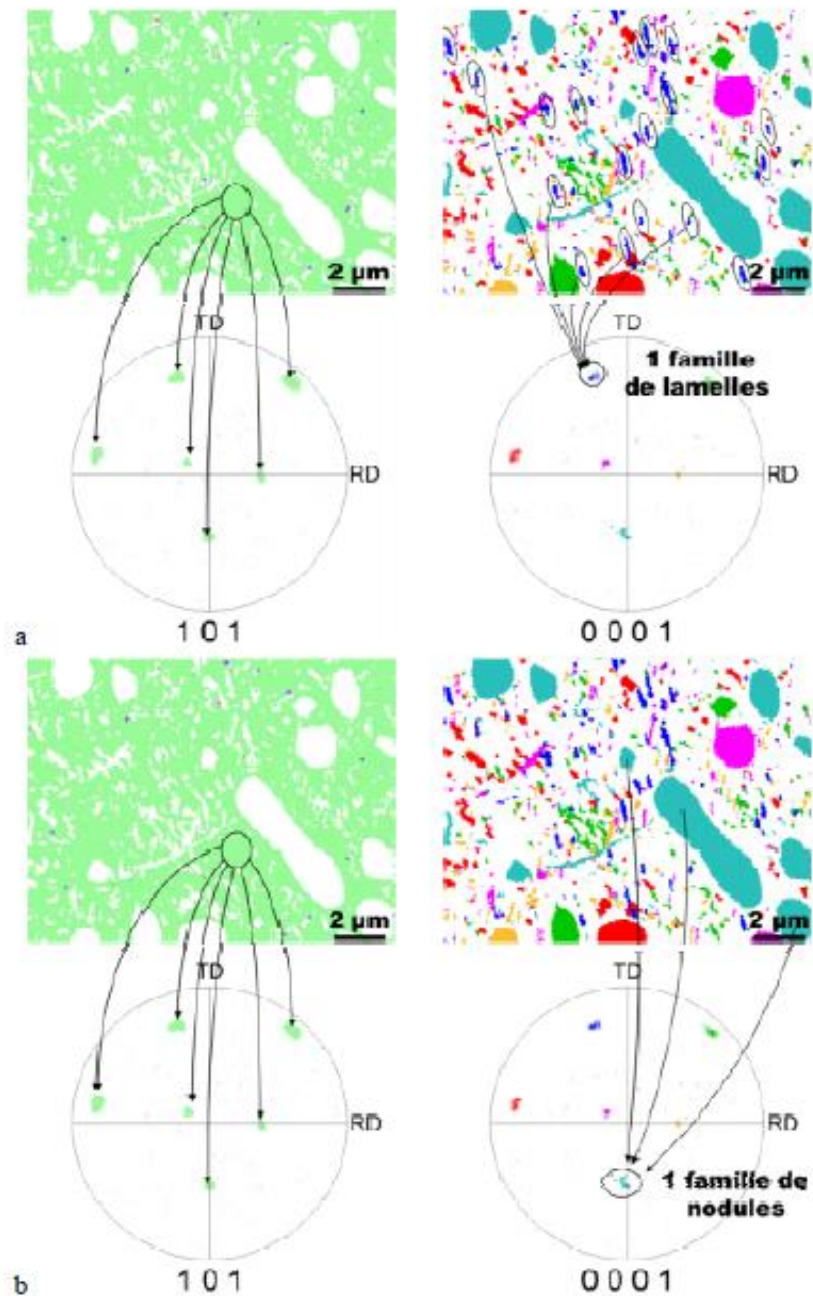 2 µm 2 µm
TD TD
1 famille
de lamelles
RD RD
a
1 0 1 0 0 0 1
2 µm 2 µm
TD TD
RD RD
1 famille de
nodules
b
1 0 1 0 0 0 1